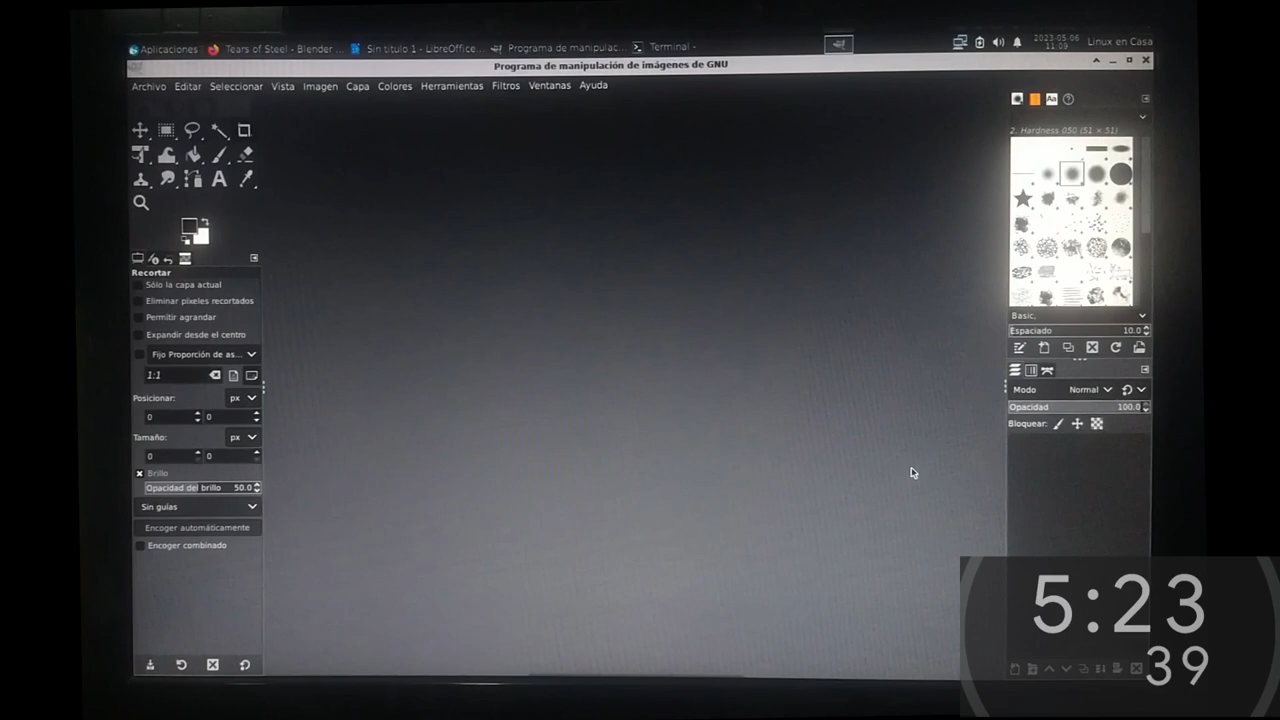 Aplicaciones Tears of Steel - Blender ... Sin titulo 1 - LibreOffice... Programa de manipulac... Terminal - 2023-05-06 11:09 Linux en Casa
Programa de manipulación de imágenes de GNU
Archivo Editar Seleccionar Vista Imagen Capa Colores Herramientas Filtros Ventanas Ayuda
2. Hardness 050 (51 × 51)
Recortar
Sólo la capa actual
Eliminar píxeles recortados
Permitir agrandar
Expandir desde el centro
Fijo Proporción de as...
1:1
Posicionar: px
0 0
Tamaño: px
0 0
Brillo
Opacidad del brillo 50.0
Sin guías
Encoger automáticamente
Encoger combinado
Basic,
Espaciado 10.0
Modo Normal
Opacidad 100.0
Bloquear:
5:23
39